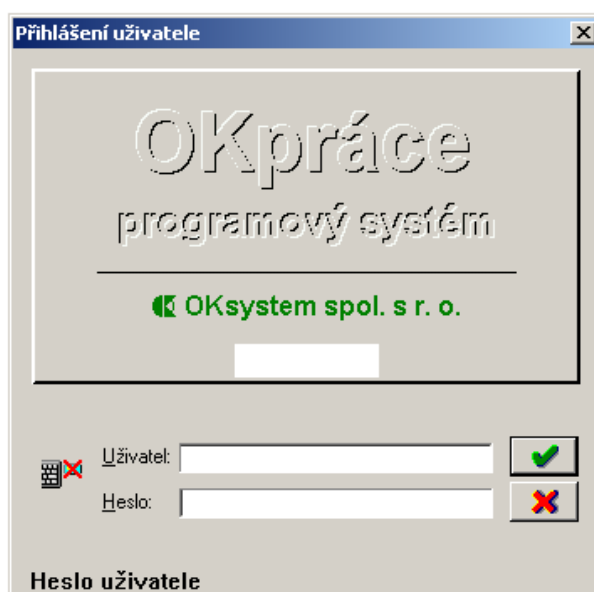 Přihlášení uživatele
OKpráce
programový systém
OKsystem spol. s r. o.
Uživatel:
Heslo:
Heslo uživatele